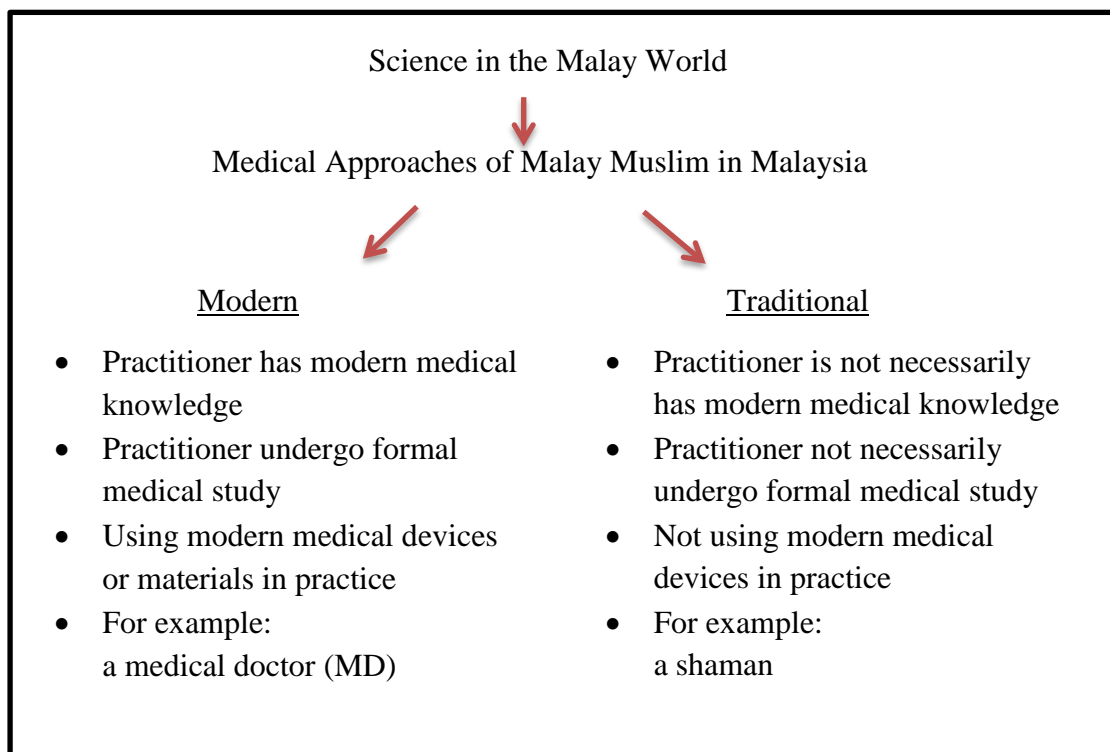 Science in the Malay World
Medical Approaches of Malay Muslim in Malaysia
Modern
• Practitioner has modern medical
knowledge
• Practitioner undergo formal
medical study
• Using modern medical devices
or materials in practice
• For example:
a medical doctor (MD)
Traditional
• Practitioner is not necessarily
has modern medical knowledge
• Practitioner not necessarily
undergo formal medical study
• Not using modern medical
devices in practice
• For example:
a shaman